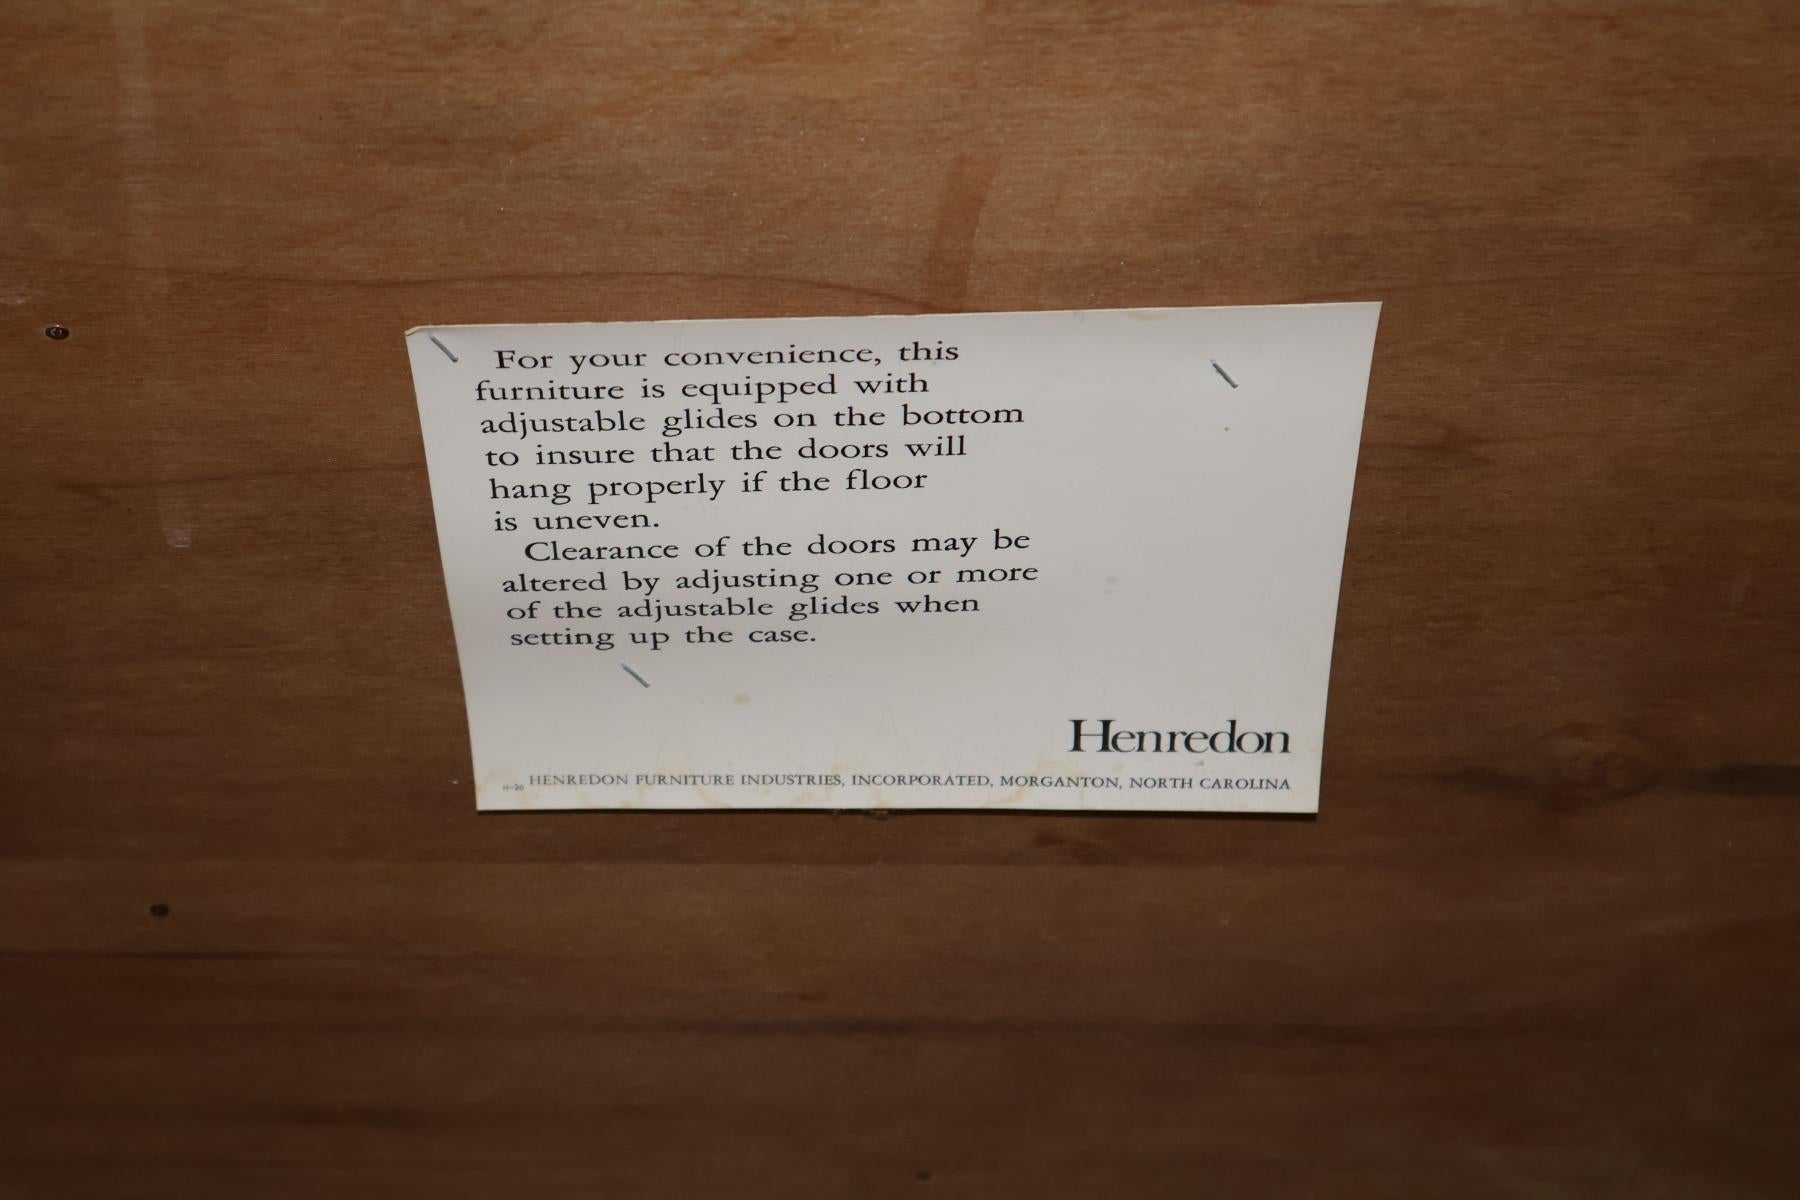 For your convenience, this
furniture is equipped with
adjustable glides on the bottom
to insure that the doors will
hang properly if the floor
is uneven.
Clearance of the doors may be
altered by adjusting one or more
of the adjustable glides when
setting up the case.
Henredon
H-26 HENREDON FURNITURE INDUSTRIES, INCORPORATED, MORGANTON, NORTH CAROLINA